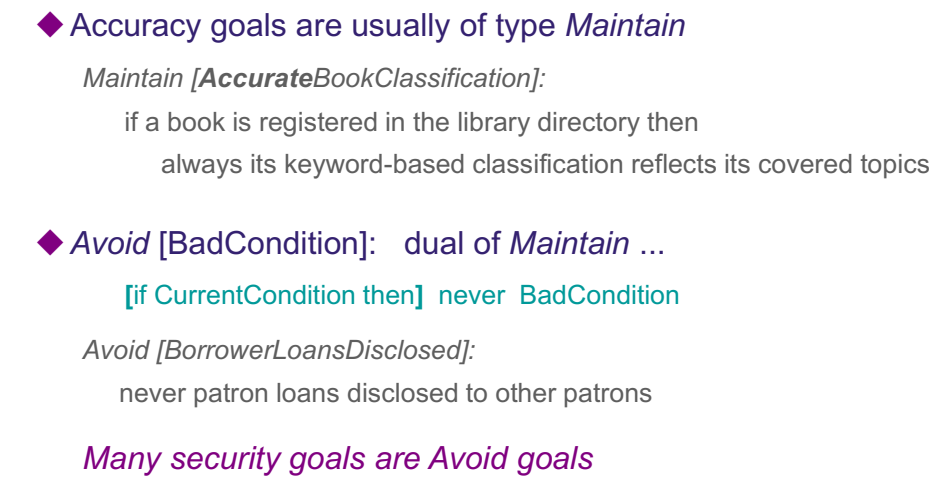 ◆ Accuracy goals are usually of type Maintain
Maintain [AccurateBookClassification]:
if a book is registered in the library directory then
always its keyword-based classification reflects its covered topics
◆ Avoid [BadCondition]: dual of Maintain ...
[if CurrentCondition then] never BadCondition
Avoid [BorrowerLoansDisclosed]:
never patron loans disclosed to other patrons
Many security goals are Avoid goals